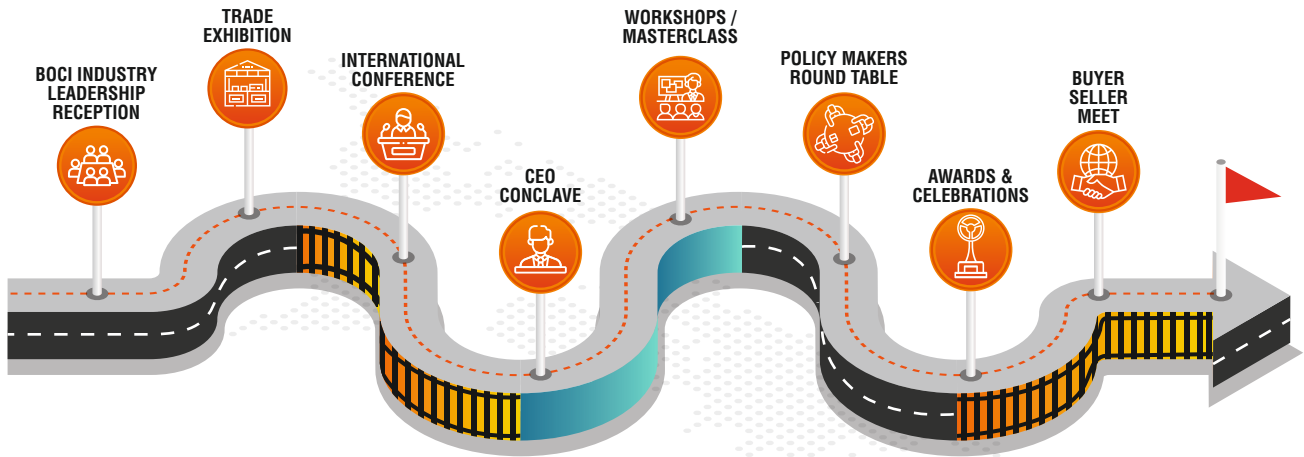 BOCI INDUSTRY
LEADERSHIP
RECEPTION
TRADE
EXHIBITION
INTERNATIONAL
CONFERENCE
CEO
CONCLAVE
WORKSHOPS /
MASTERCLASS
POLICY MAKERS
ROUND TABLE
AWARDS &
CELEBRATIONS
BUYER
SELLER
MEET